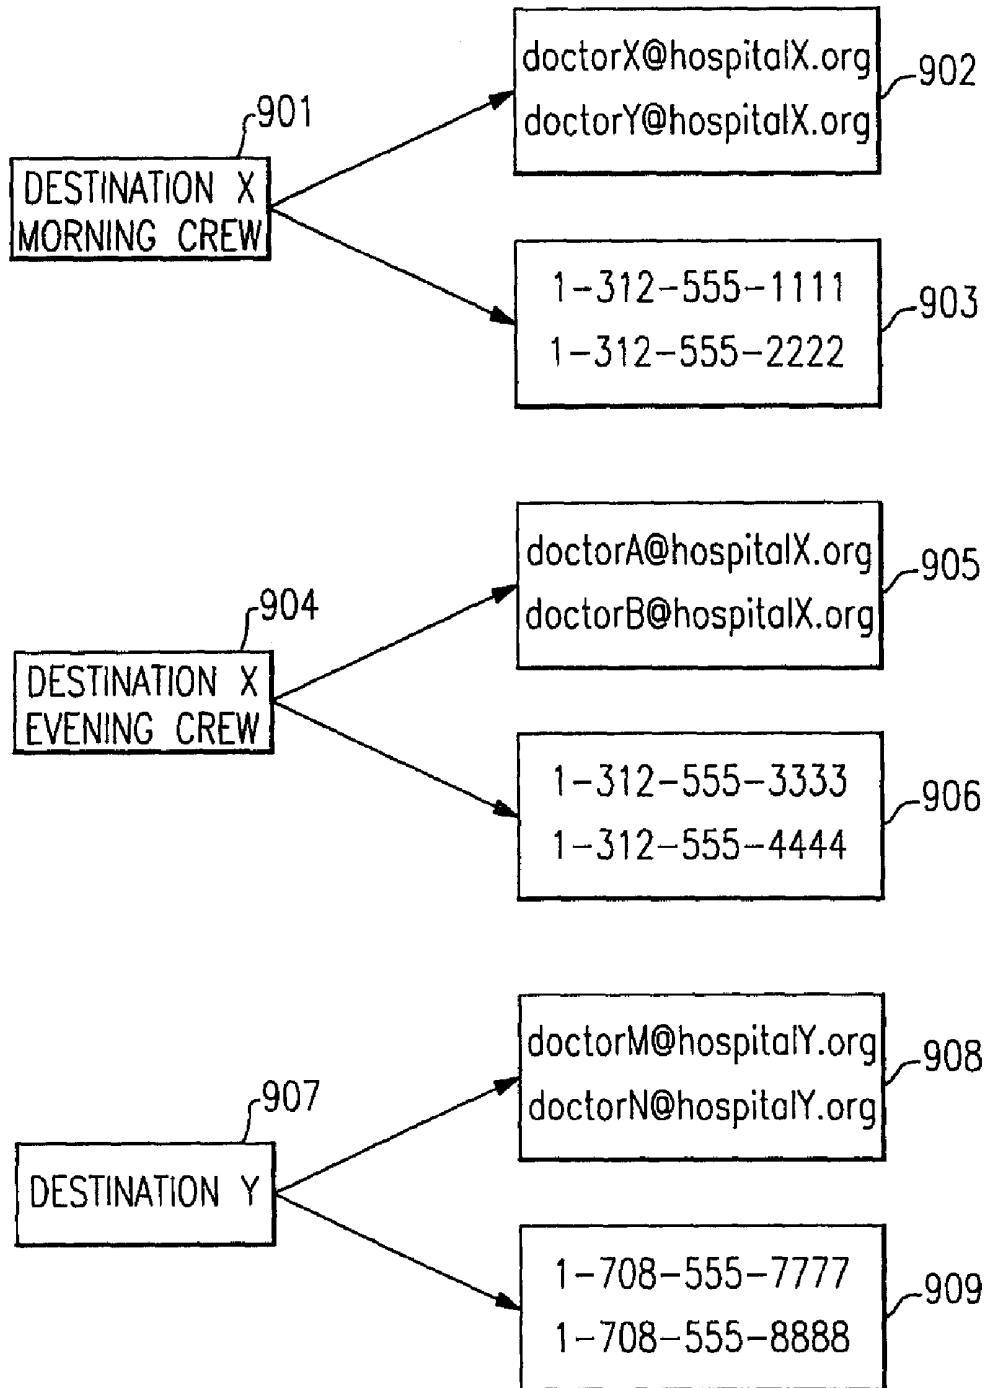 doctorX@hospitalX.org
doctorY@hospitalX.org
902
901
DESTINATION X
MORNING CREW
1-312-555-1111
1-312-555-2222
903
doctorA@hospitalX.org
doctorB@hospitalX.org
905
904
DESTINATION X
EVENING CREW
1-312-555-3333
1-312-555-4444
906
doctorM@hospitalY.org
doctorN@hospitalY.org
908
907
DESTINATION Y
1-708-555-7777
1-708-555-8888
909